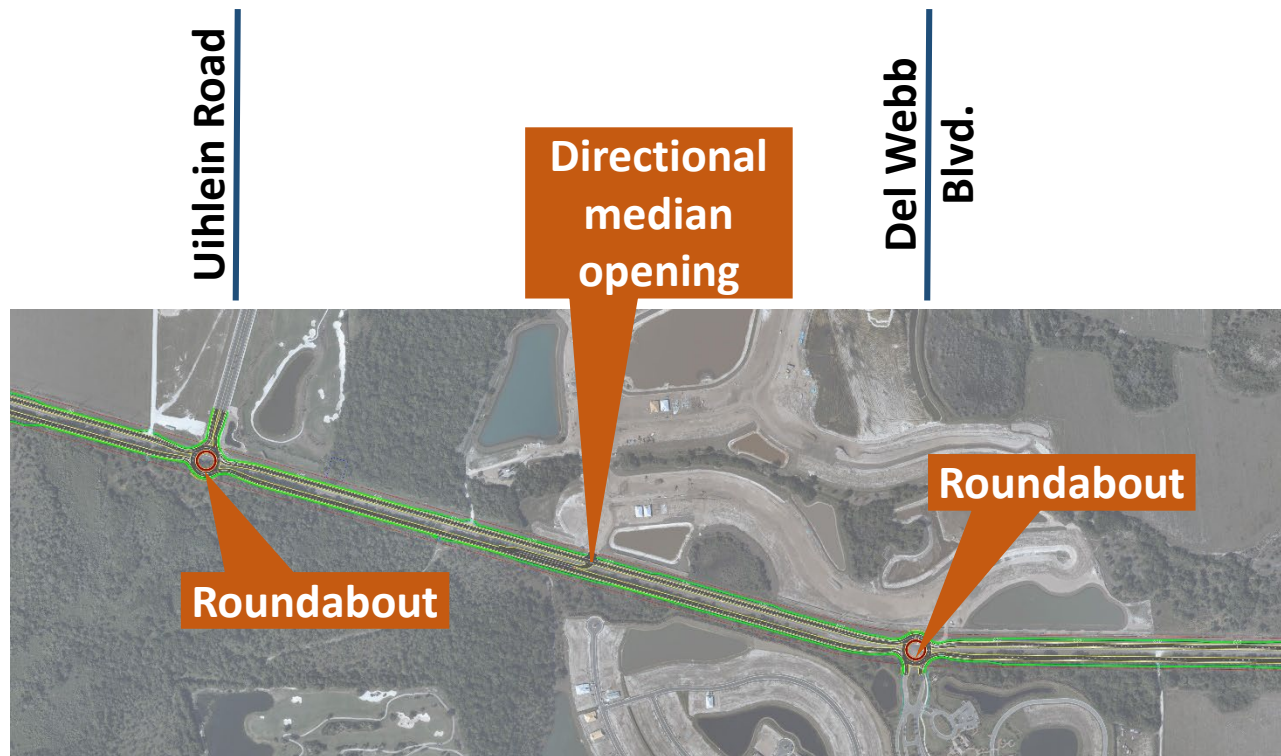 Uihlein Road
Del Webb
Blvd.
Directional
median
opening
Roundabout
Roundabout